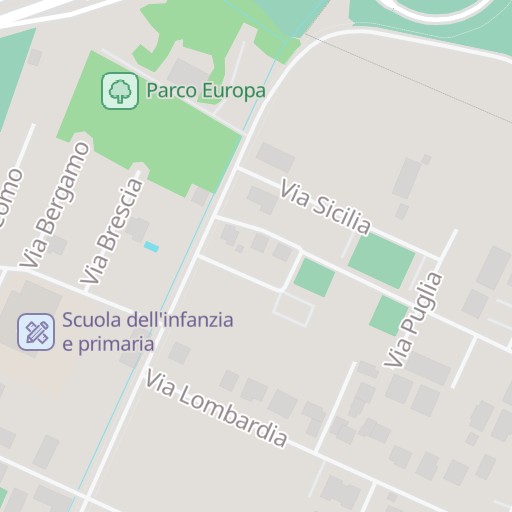 Parco Europa
Via Sicilia
Via Bergamo
Via Brescia
Via Puglia
Scuola dell'infanzia
e primaria
Via Lombardia